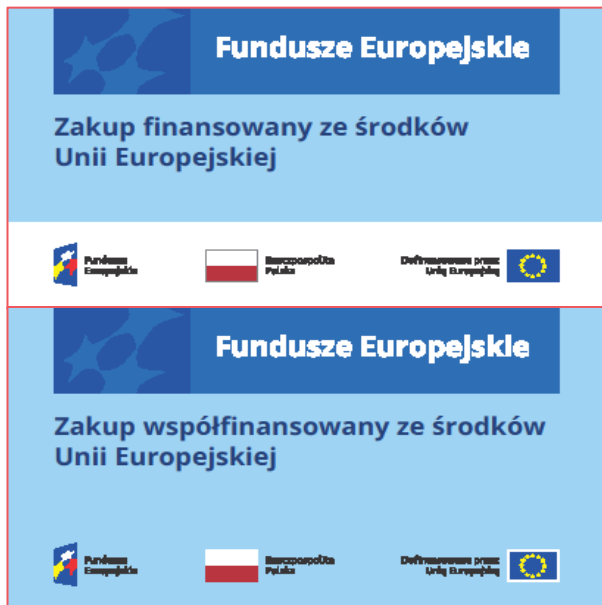 Fundusze Europejskie
Zakup finansowany ze środków
Unii Europejskiej
Fundusze
Europejskie
Rzeczpospolita
Polska
Dofinansowane przez
Unię Europejską
Fundusze Europejskie
Zakup współfinansowany ze środków
Unii Europejskiej
Fundusze
Europejskie
Rzeczpospolita
Polska
Dofinansowane przez
Unię Europejską